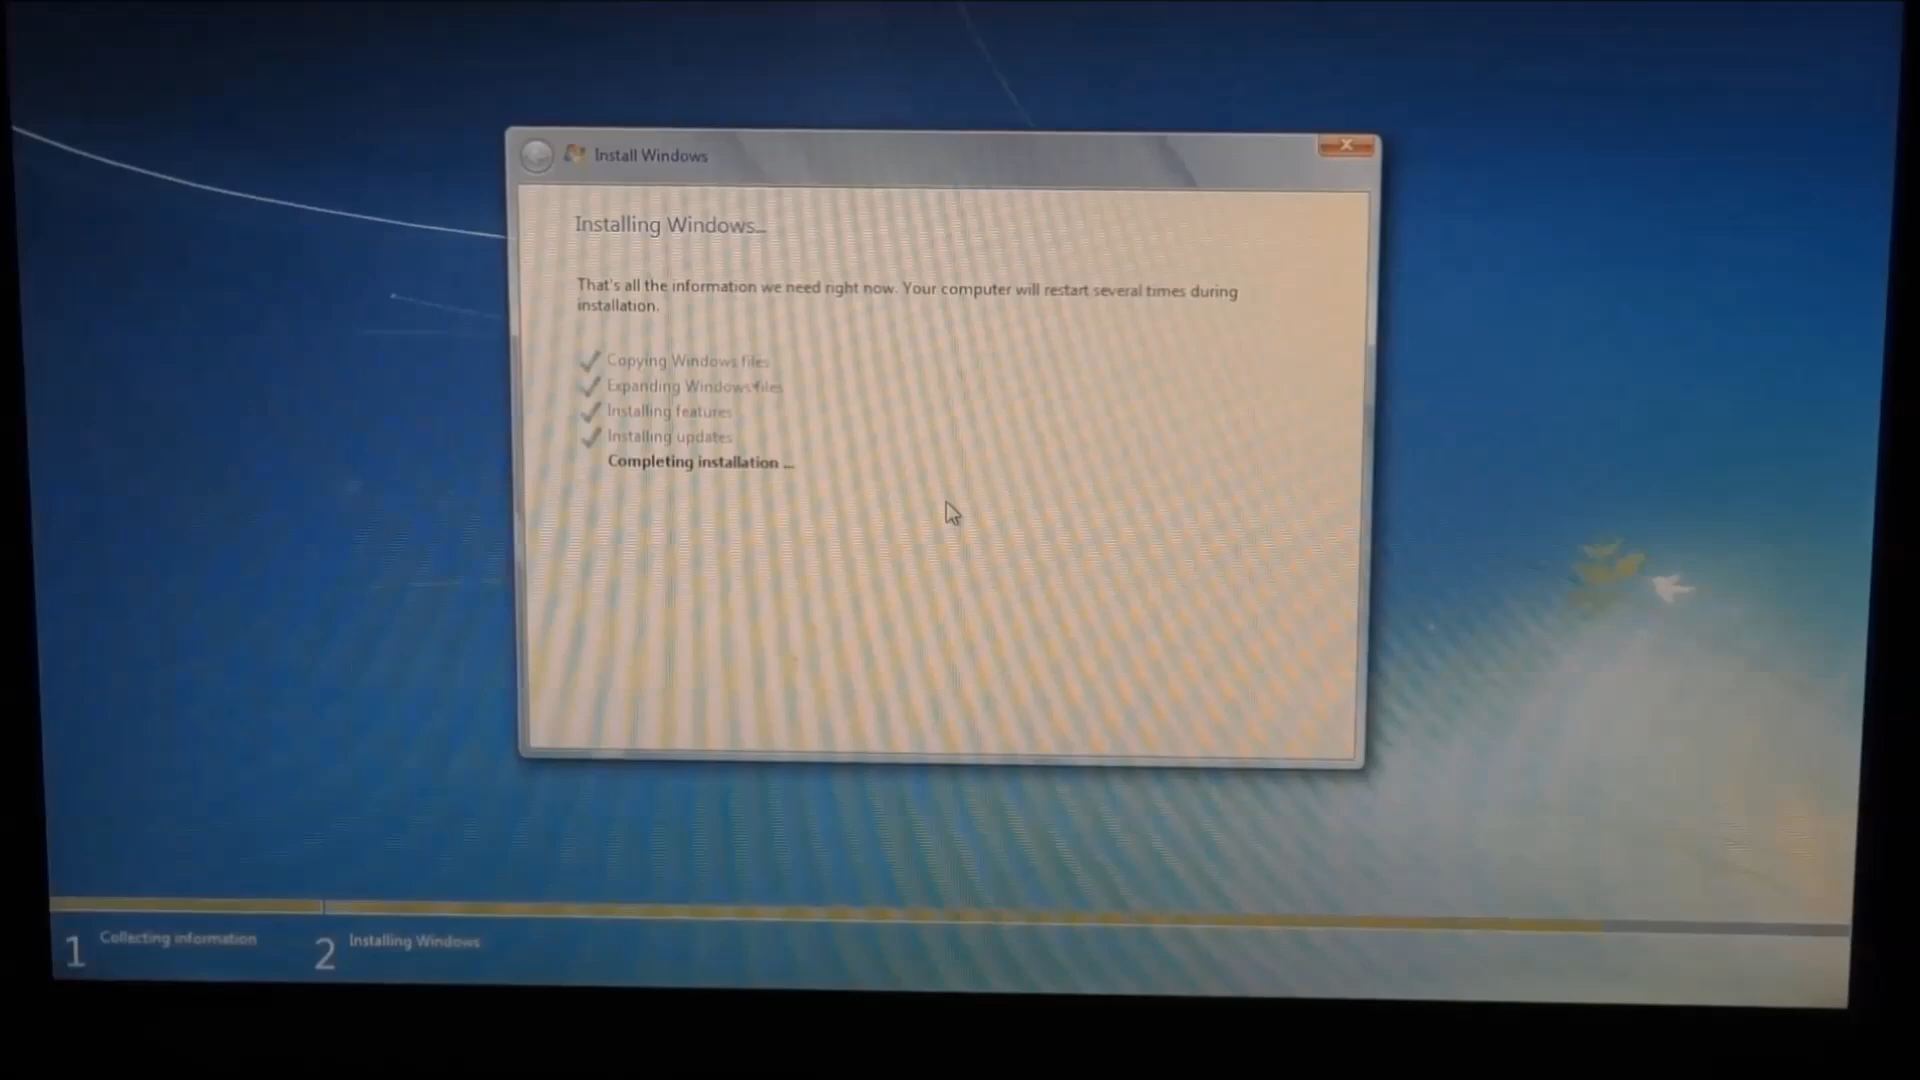 Install Windows
Installing Windows...
That's all the information we need right now. Your computer will restart several times during
installation.
Copying Windows files
Expanding Windows files
Installing features
Installing updates
Completing installation ...
1 Collecting information
2 Installing Windows